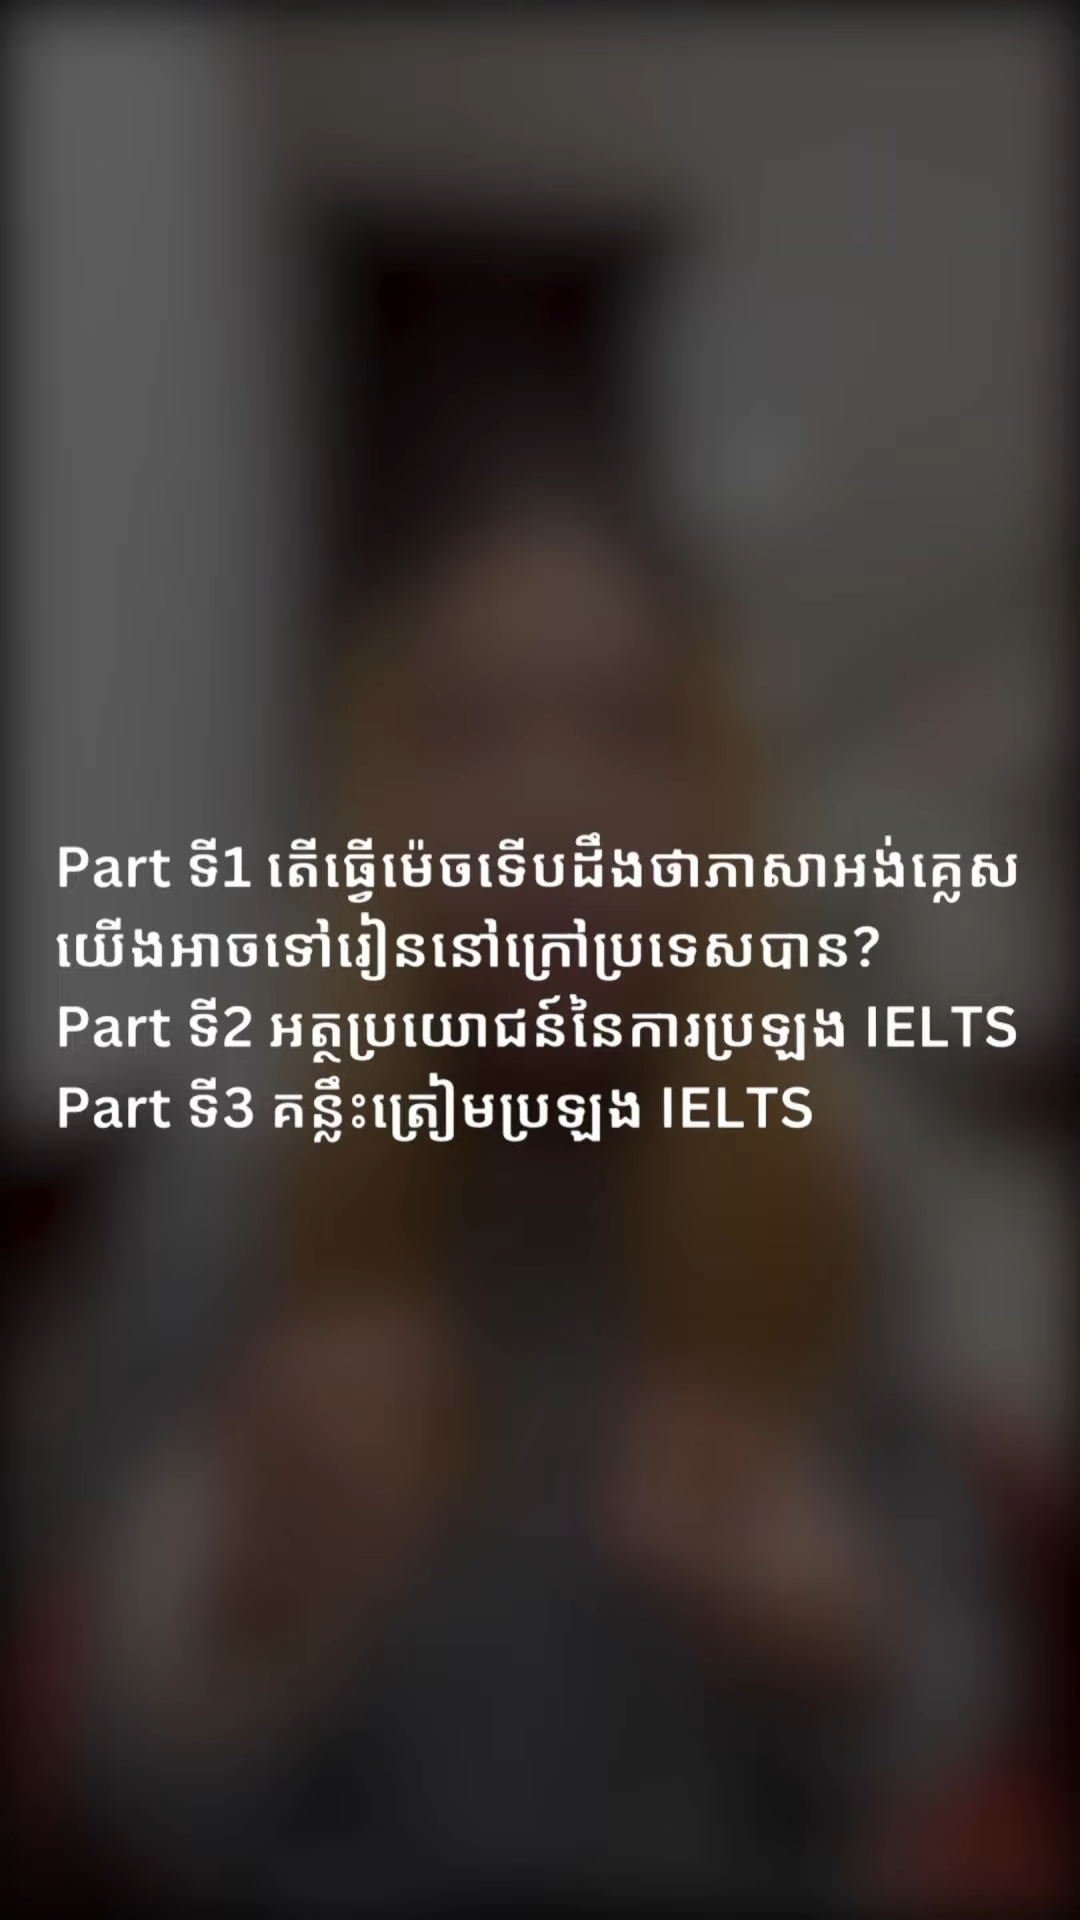 Part ទី1 តើធ្វើម៉េចទើបដឹងថាភាសាអង់គ្លេស
យើងអាចទៅរៀននៅក្រៅប្រទេសបាន?
Part ទី2 អត្ថប្រយោជន៍នៃការប្រឡង IELTS
Part ទី3 គន្លឹះត្រៀមប្រឡង IELTS